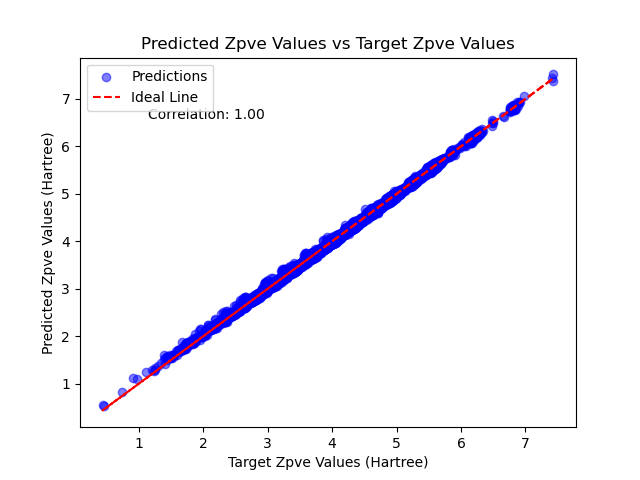 Predicted Zpve Values vs Target Zpve Values
Predictions
Ideal Line
Correlation: 1.00
Predicted Zpve Values (Hartree)
7
6
5
4
3
2
1
1 2 3 4 5 6 7
Target Zpve Values (Hartree)